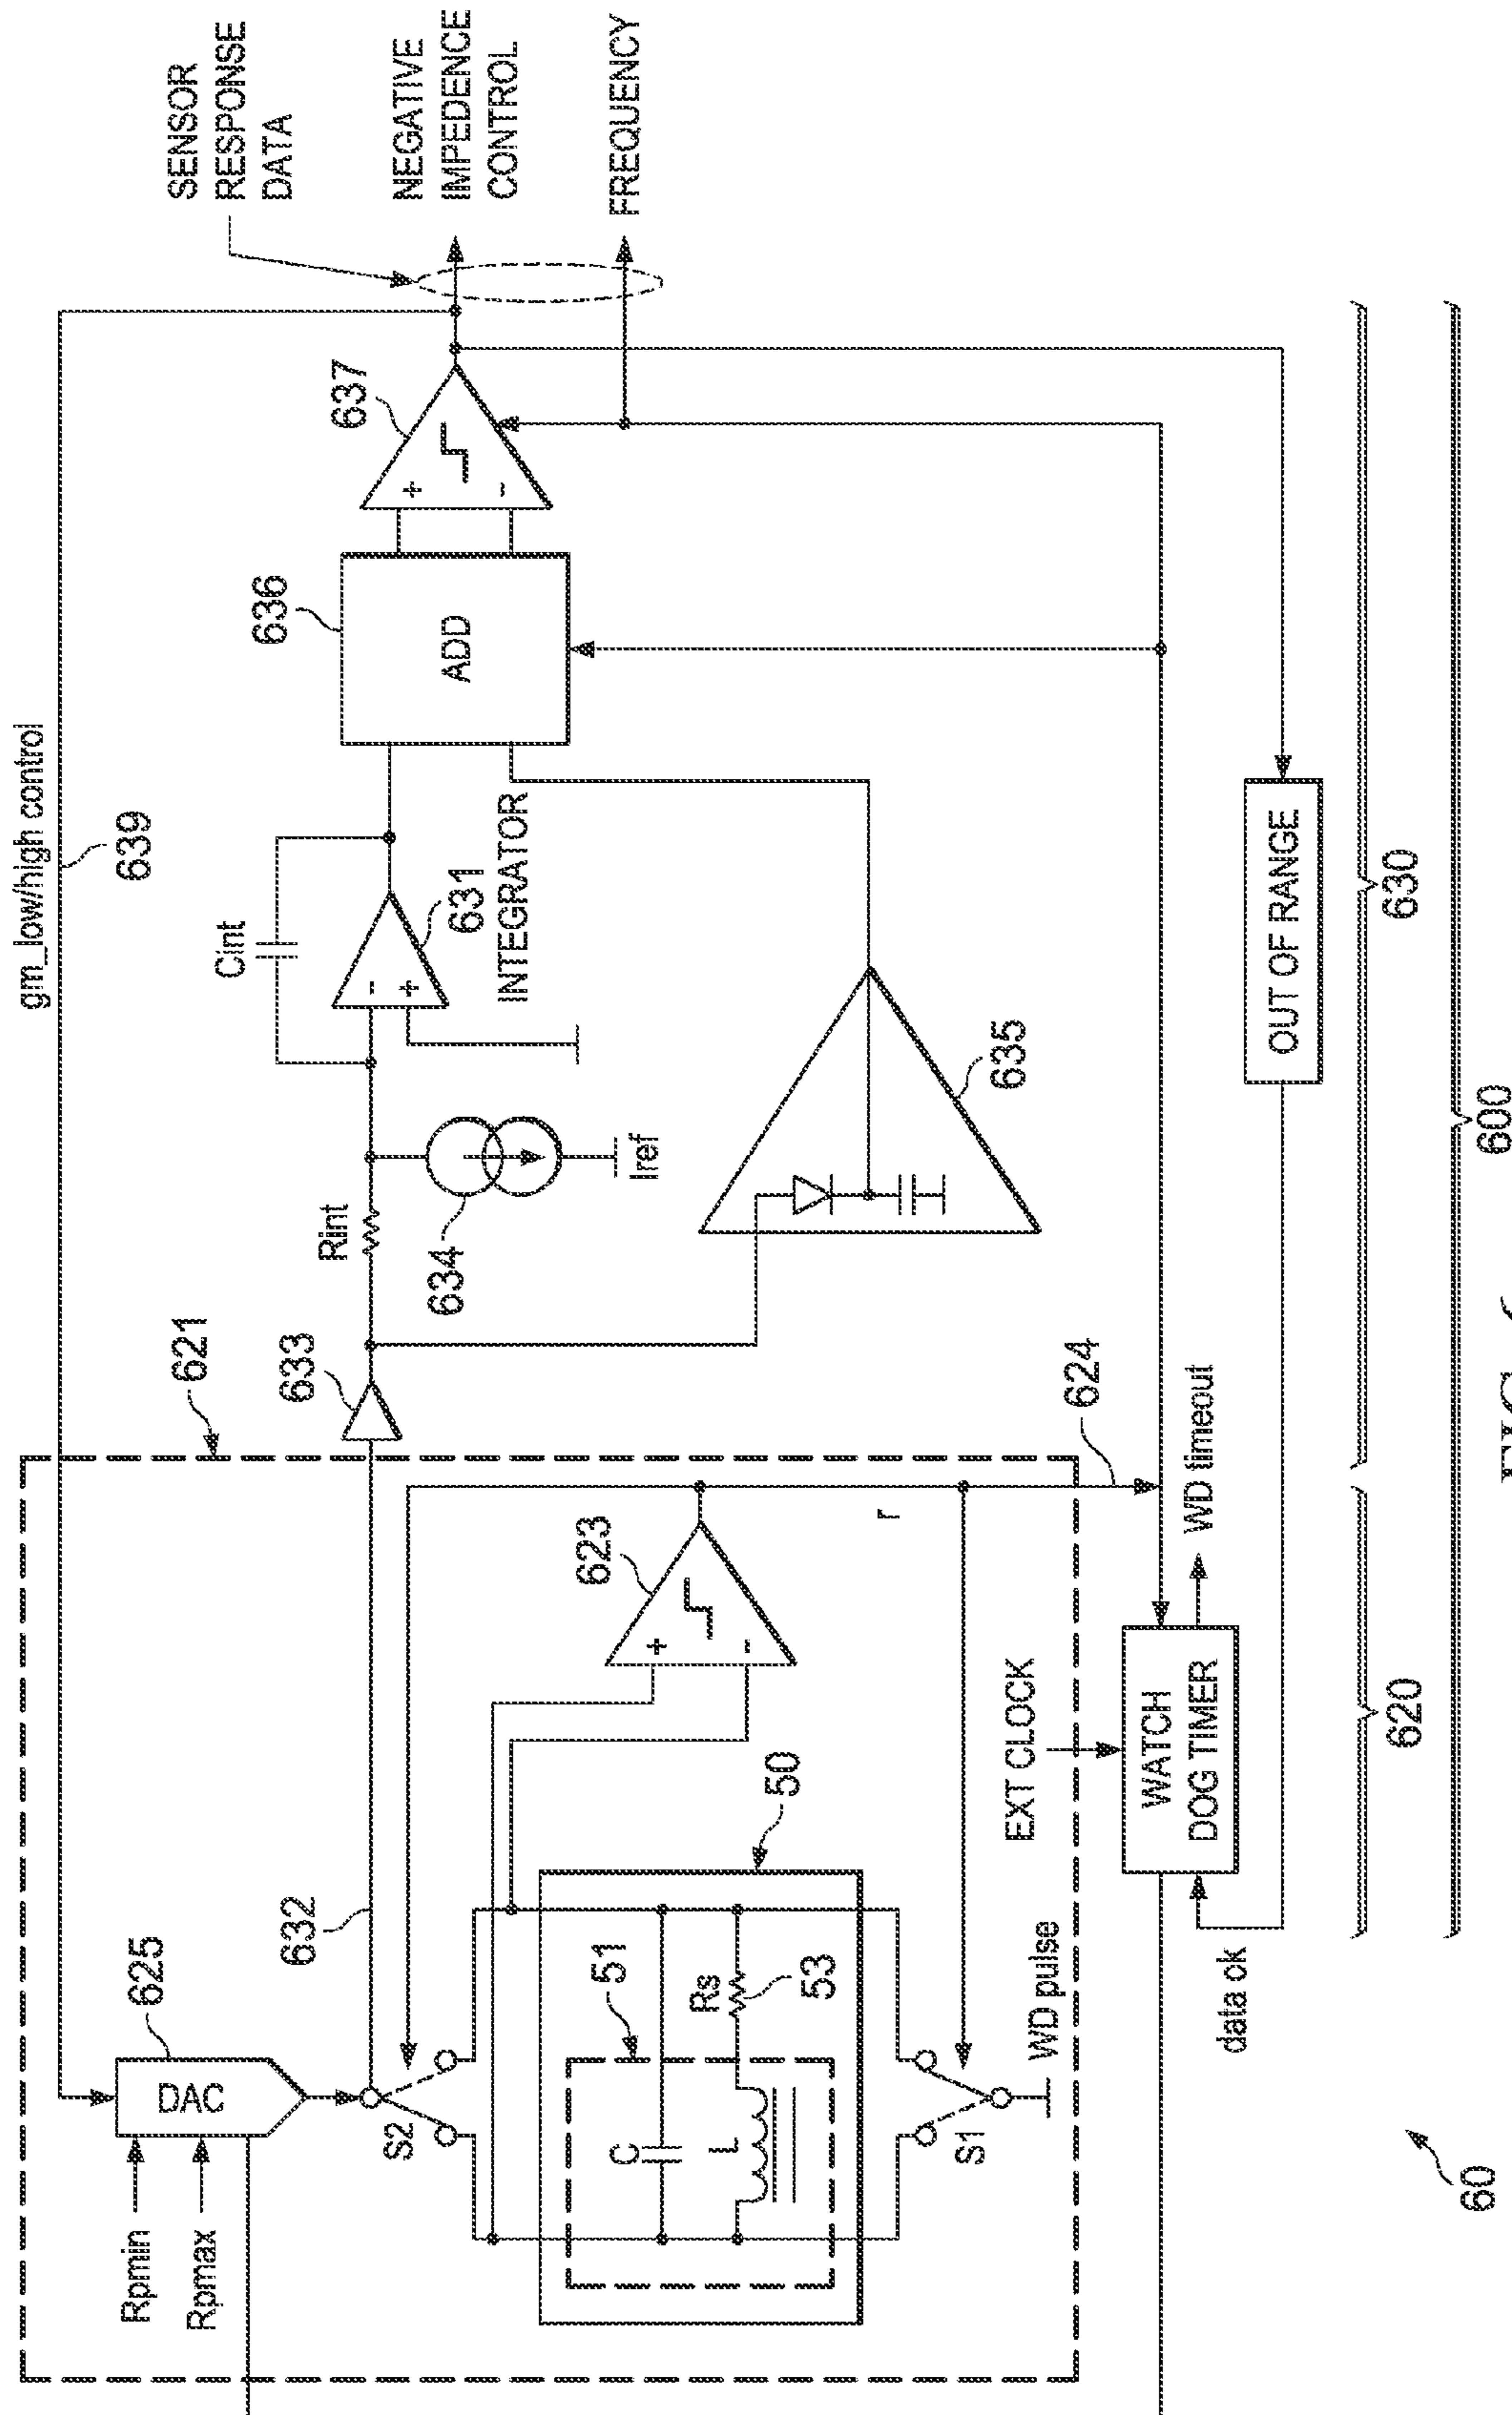 gm_low/high control
639
SENSOR
RESPONSE
DATA
NEGATIVE
IMPEDENCE
CONTROL
FREQUENCY
637
+
-
636
ADD
Cint
-
+
631
INTEGRATOR
Rint
634
Iref
635
633
621
632
625
DAC
Rpmin
Rpmax
S2
623
+
-
r
624
50
51
C
L
Rs
53
S1
WD pulse
EXT CLOCK
WATCH
DOG TIMER
WD timeout
data ok
OUT OF RANGE
620
630
600
60